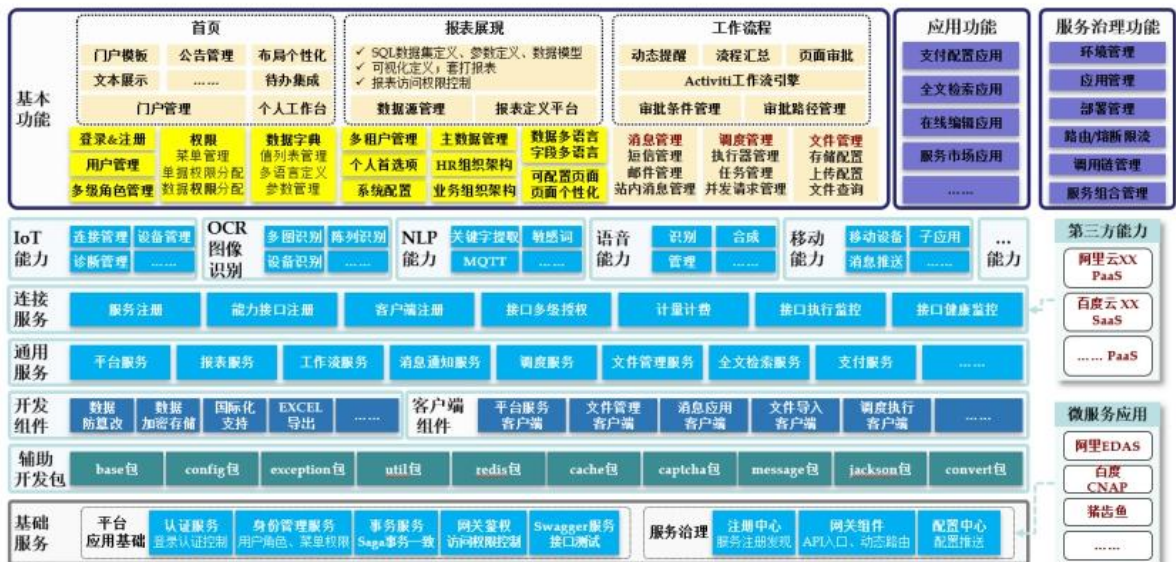 首页
门户模板 公告管理 布局个性化
文本展示 …… 待办集成
门户管理 个人工作台
报表展现
✓ SQL数据集定义、参数定义、数据模型
✓ 可视化定义；套打报表
✓ 报表访问权限控制
数据源管理 报表定义平台
工作流程
动态提醒 流程汇总 页面审批
Activiti工作流引擎
审批条件管理 审批路径管理
基本
功能
登录&注册
用户管理
多级角色管理
权限
菜单管理
单据权限分配
数据权限分配
数据字典
值列表管理
多语言定义
参数管理
多租户管理
个人首选项
系统配置
主数据管理
HR组织架构
业务组织架构
数据多语言
字段多语言
可配置页面
页面个性化
消息管理
短信管理
邮件管理
站内消息管理
调度管理
执行器管理
任务管理
并发请求管理
文件管理
存储配置
上传配置
文件查询
应用功能
支付配置应用
全文检索应用
在线编辑应用
服务市场应用
……
服务治理功能
环境管理
应用管理
部署管理
路由/熔断限流
调用链管理
服务组合管理
IoT
能力
连接管理 设备管理
诊断管理 ……
OCR
图像
识别
多图识别 陈列识别
设备识别 ……
NLP
能力
关键字提取 敏感词
MQTT ……
语音
能力
识别 合成
管理 ……
移动
能力
移动设备 子应用
消息推送 ……
…
能力
连接
服务
服务注册 能力接口注册 客户端注册 接口多级授权 计量计费 接口执行监控 接口健康监控
通用
服务
平台服务 报表服务 工作流服务 消息通知服务 调度服务 文件管理服务 全文检索服务 支付服务 ……
开发
组件
数据
防篡改
数据
加密存储
国际化
支持
EXCEL
导出
……
客户端
组件
平台服务
客户端
文件管理
客户端
消息应用
客户端
文件导入
客户端
调度执行
客户端
……
辅助
开发包
base包 config包 exception包 util包 redis包 cache包 captcha包 message包 jackson包 convert包
基础
服务
平台
应用基础
认证服务
登录认证控制
身份管理服务
用户角色、菜单权限
事务服务
Saga事务一致
网关鉴权
访问权限控制
Swagger服务
接口测试
服务治理
注册中心
服务注册发现
网关组件
API入口、动态路由
配置中心
配置推送
第三方能力
阿里云XX
PaaS
百度云XX
SaaS
…… PaaS
微服务应用
阿里EDAS
百度
CNAP
猪齿鱼
……